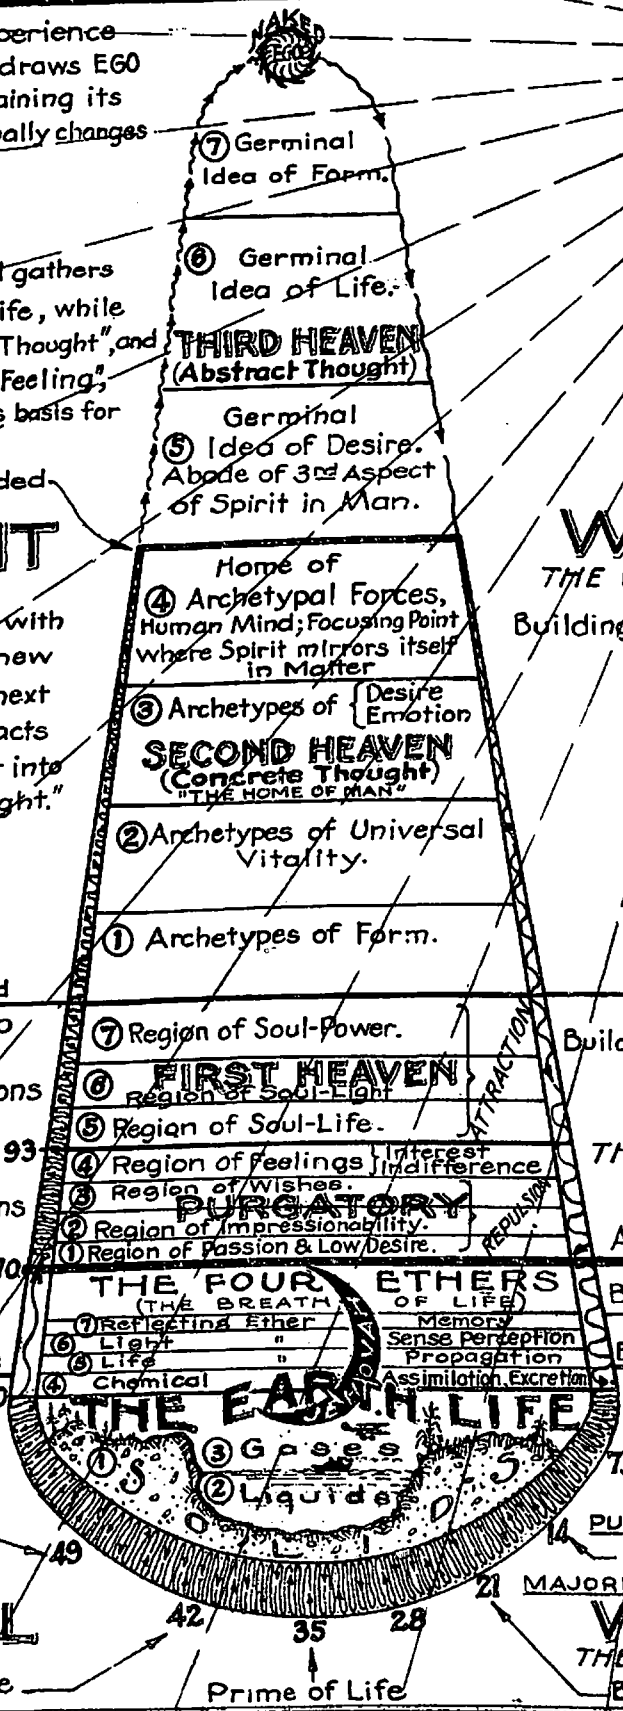 perience
draws EGO
aining its
ally changes
NAKED
EGO
⑦ Germinal
Idea of Form.
⑥ Germinal
Idea of Life.
THIRD HEAVEN
(Abstract Thought)
Germinal
⑤ Idea of Desire.
Abode of 3rd Aspect
of Spirit in Man.
t gathers
ife, while
Thought", and
Feeling",
s basis for
ded
IT
with
new
next
acts
r into
ght."
W
THE
Building
Home of
④ Archetypal Forces,
Human Mind; Focusing Point
where Spirit mirrors itself
in Matter
③ Archetypes of { Desire
Emotion
SECOND HEAVEN
(Concrete Thought)
"THE HOME OF MAN"
② Archetypes of Universal
Vitality.
① Archetypes of Form.
⑦ Region of Soul-Power.
FIRST HEAVEN
⑥ Region of Soul-Light
⑤ Region of Soul-Life.
ATTRACTION
Build
ons
93
④ Region of Feelings } Interest
Indifference
③ Region of Wishes.
PURGATORY
② Region of Impressionability.
① Region of Passion & Low Desire.
REPULSION
TH
ns
70
THE FOUR ETHERS
(THE BREATH OF LIFE)
⑦ Reflecting Ether Memory
⑥ Light " Sense Perception
⑤ Life " Propagation
④ Chemical Assimilation, Excretion
THE EARTH LIFE
③ Gases
② Liquids
① SOLIDS
49
42
35
28
21
14
7
PU
MAJORI
V
THE
B
L
e
Prime of Life